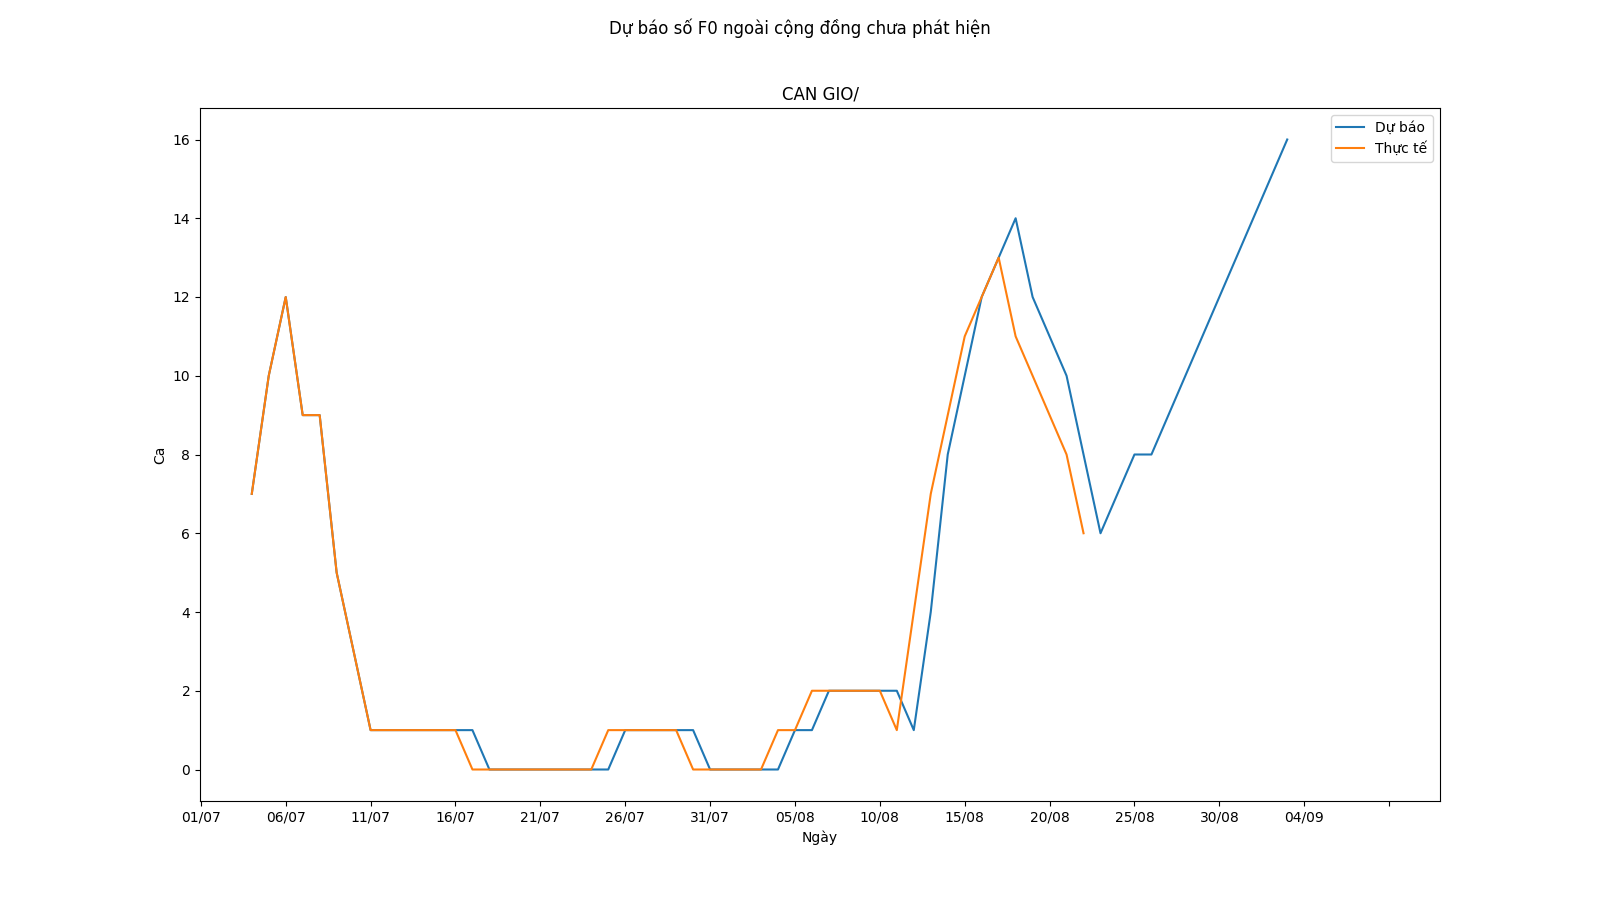 Dự báo số F0 ngoài cộng đồng chưa phát hiện
CAN GIO/
Dự báo
Thực tế
16
14
12
10
8
6
4
2
0
Ca
01/07 06/07 11/07 16/07 21/07 26/07 31/07 05/08 10/08 15/08 20/08 25/08 30/08 04/09
Ngày